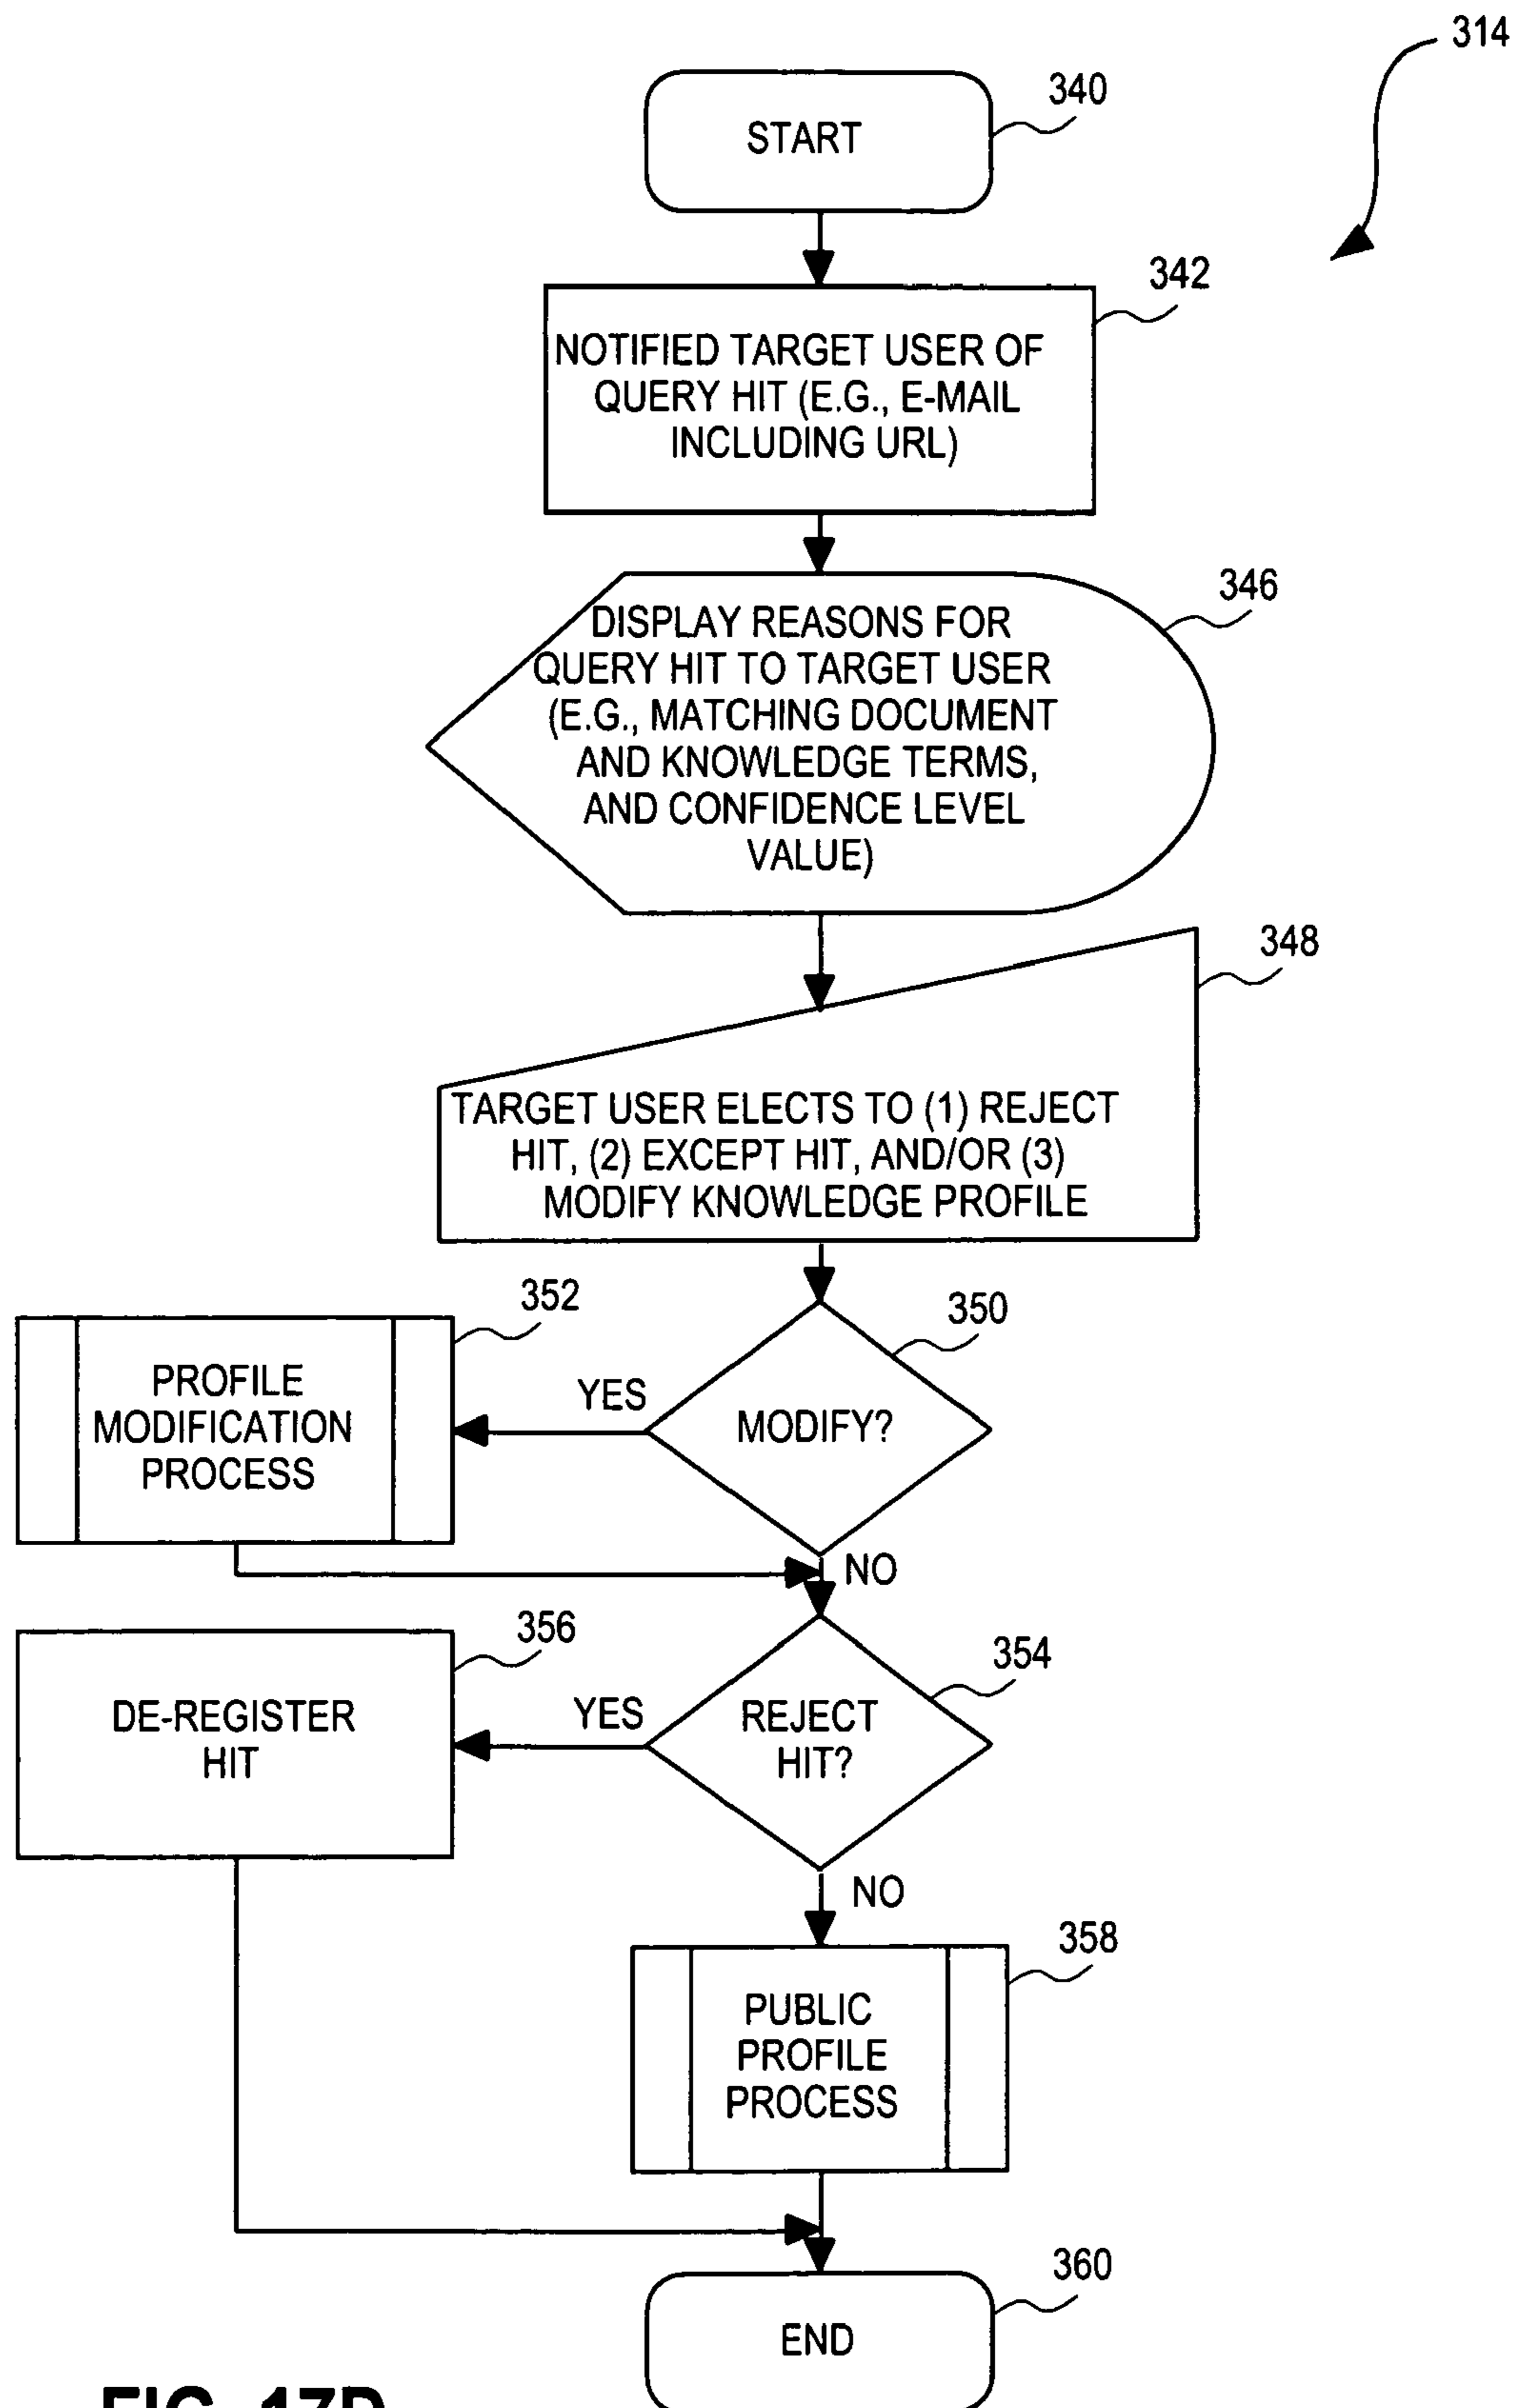 314
340
START
342
NOTIFIED TARGET USER OF
QUERY HIT (E.G., E-MAIL
INCLUDING URL)
346
DISPLAY REASONS FOR
QUERY HIT TO TARGET USER
(E.G., MATCHING DOCUMENT
AND KNOWLEDGE TERMS,
AND CONFIDENCE LEVEL
VALUE)
348
TARGET USER ELECTS TO (1) REJECT
HIT, (2) EXCEPT HIT, AND/OR (3)
MODIFY KNOWLEDGE PROFILE
352
350
PROFILE
MODIFICATION
PROCESS
YES
MODIFY?
NO
356
354
DE-REGISTER
HIT
YES
REJECT
HIT?
NO
358
PUBLIC
PROFILE
PROCESS
360
END
FIG. 17D